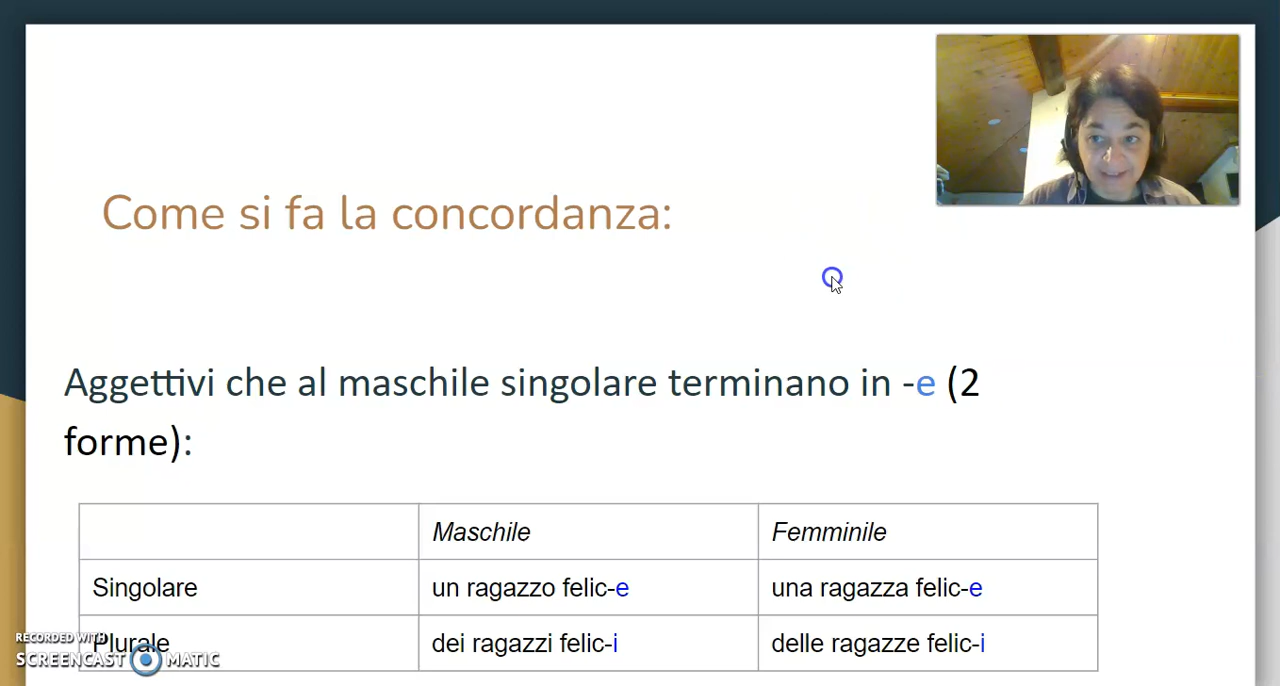 Come si fa la concordanza:
Aggettivi che al maschile singolare terminano in -e (2
forme):
Maschile Femminile
Singolare un ragazzo felic-e una ragazza felic-e
Plurale dei ragazzi felic-i delle ragazze felic-i
RECORDED WITH
SCREENCAST MATIC